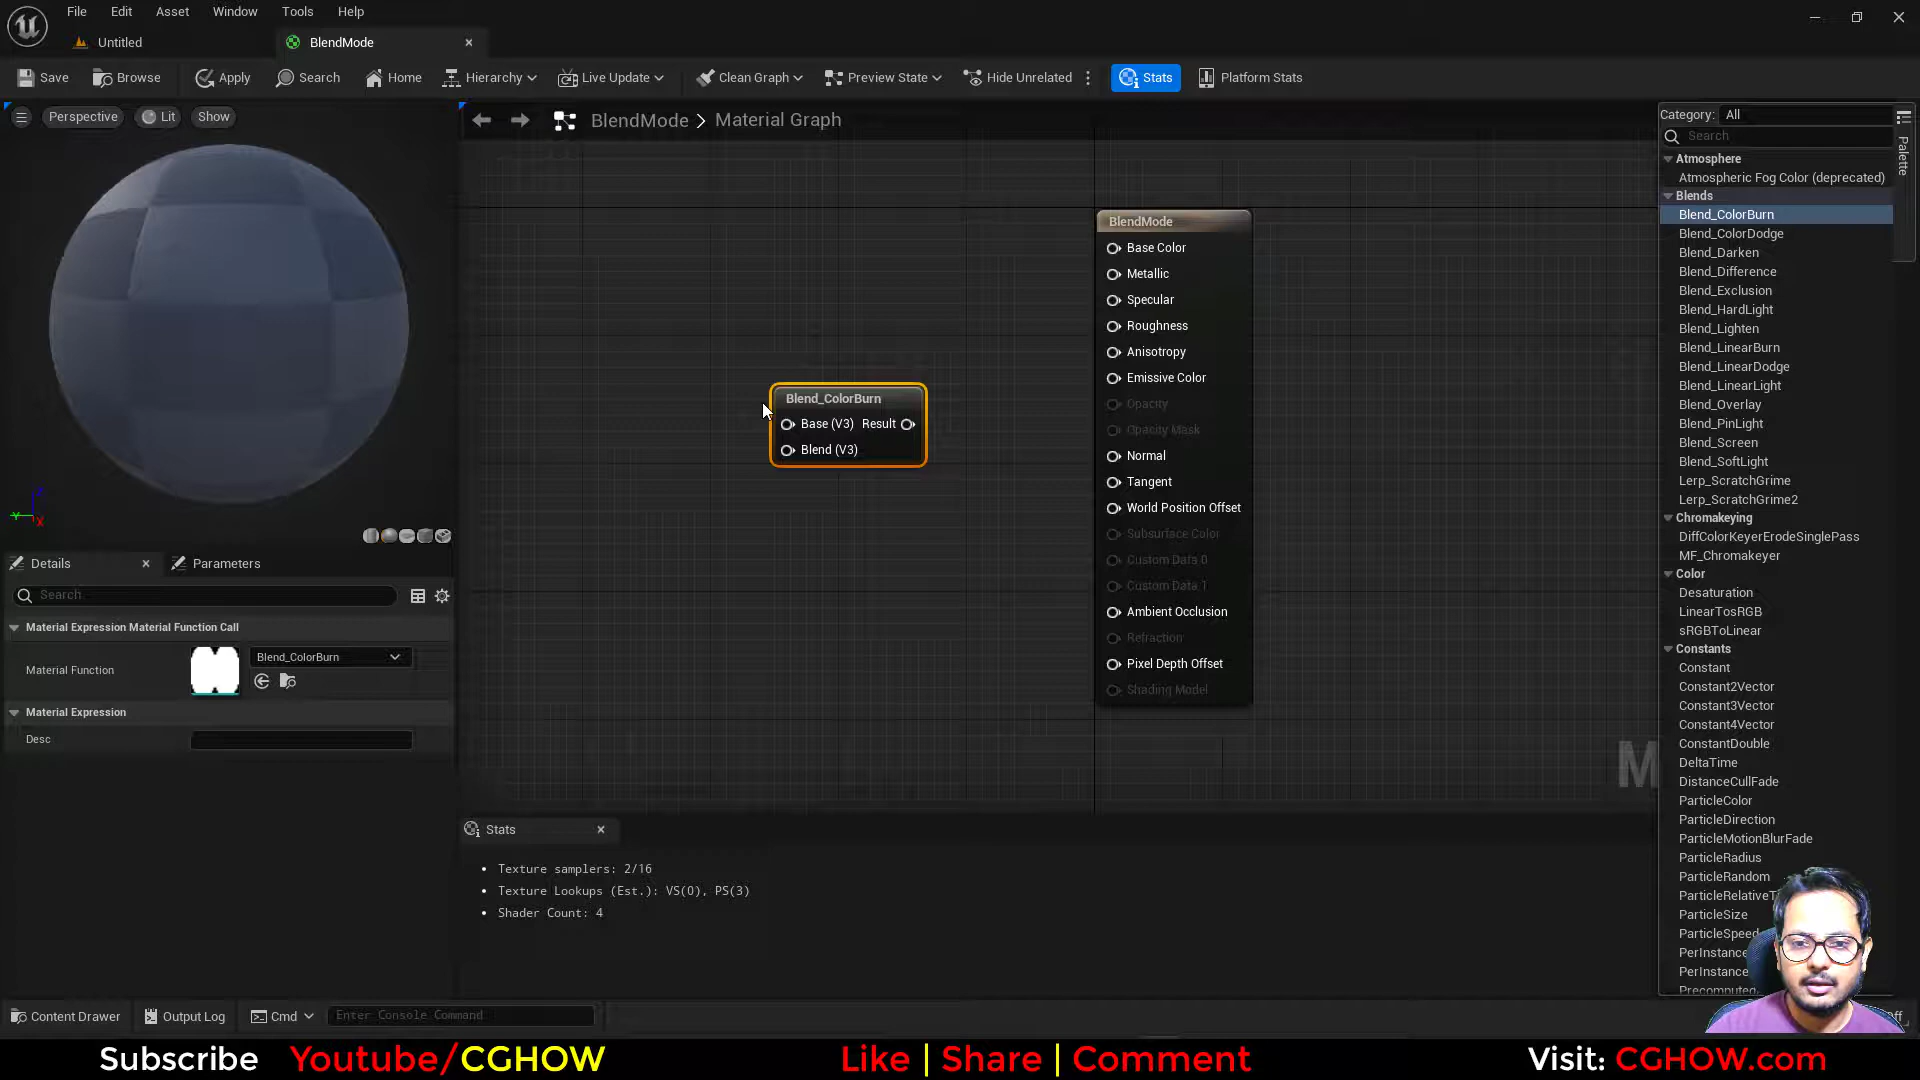 File Edit Asset Window Tools Help
Untitled BlendMode
Save Browse Apply Search Home Hierarchy Live Update Clean Graph Preview State Hide Unrelated Stats Platform Stats
Perspective Lit Show
BlendMode > Material Graph
BlendMode
Base Color
Metallic
Specular
Roughness
Anisotropy
Emissive Color
Opacity
Opacity Mask
Normal
Tangent
World Position Offset
Subsurface Color
Custom Data 0
Custom Data 1
Ambient Occlusion
Refraction
Pixel Depth Offset
Shading Model
Blend_ColorBurn
Base (V3) Result
Blend (V3)
Category: All
Search
Palette
Atmosphere
Atmospheric Fog Color (deprecated)
Blends
Blend_ColorBurn
Blend_ColorDodge
Blend_Darken
Blend_Difference
Blend_Exclusion
Blend_HardLight
Blend_Lighten
Blend_LinearBurn
Blend_LinearDodge
Blend_LinearLight
Blend_Overlay
Blend_PinLight
Blend_Screen
Blend_SoftLight
Lerp_ScratchGrime
Lerp_ScratchGrime2
Chromakeying
DiffColorKeyerErodeSinglePass
MF_Chromakeyer
Color
Desaturation
LinearTosRGB
sRGBToLinear
Constants
Constant
Constant2Vector
Constant3Vector
Constant4Vector
ConstantDouble
DeltaTime
DistanceCullFade
ParticleColor
ParticleDirection
ParticleMotionBlurFade
ParticleRadius
ParticleRandom
ParticleRelativeTi
ParticleSize
ParticleSpeed
PerInstance
PerInstance
M
Details Parameters
Search
Material Expression Material Function Call
Material Function Blend_ColorBurn
Material Expression
Desc
Stats
Texture samplers: 2/16
Texture Lookups (Est.): VS(0), PS(3)
Shader Count: 4
Content Drawer Output Log Cmd Enter Console Command
Subscribe Youtube/CGHOW Like | Share | Comment Visit: CGHOW.com